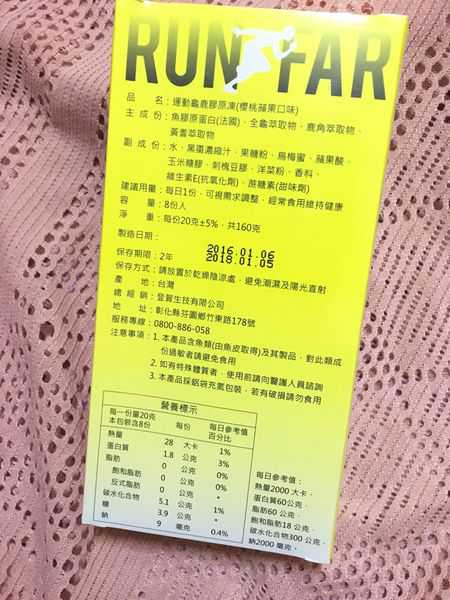 RUN FAR
品名：運動龜鹿膠原凍(櫻桃蘋果口味)
主成份：魚膠原蛋白(法國)、全龜萃取物、鹿角萃取物、
黃耆萃取物
副成份：水、黑棗濃縮汁、果糖粉、烏梅蜜、蘋果酸、
玉米糖膠、刺槐豆膠、洋菜粉、香料、
維生素E(抗氧化劑)、蔗糖素(甜味劑)
建議用量：每日1份，可視需求調整，經常食用維持健康
容量：8份入
淨重：每份20克±5%，共160克
製造日期：
2016.01.06
2018.01.05
保存期限：2年
保存方式：請放置於乾燥陰涼處，避免潮濕及陽光直射
產地：台灣
總經銷：登賀生技有限公司
地址：彰化縣芬園鄉竹東路178號
服務專線：0800-886-058
注意事項：1.本產品含魚類(由魚皮取得)及其製品，對此類成
份過敏者請避免食用
2.如有特殊體質者，使用前請向醫護人員諮詢
3.本產品採鋁袋充氮包裝，若有破損請勿食用
營養標示
每一份量20克
本包裝含8份
每份 每日參考值
百分比
熱量 28 大卡 1%
蛋白質 1.8 公克 3%
脂肪 0 公克 0%
飽和脂肪 0 公克 0%
反式脂肪 0 公克 *
碳水化合物 5.1 公克 1%
糖 3.9 公克 *
鈉 9 毫克 0.4%
每日參考值：
熱量2000 大卡，
蛋白質60公克，
脂肪60 公克，
飽和脂肪18 公克，
碳水化合物300 公克，
鈉2000 毫克。